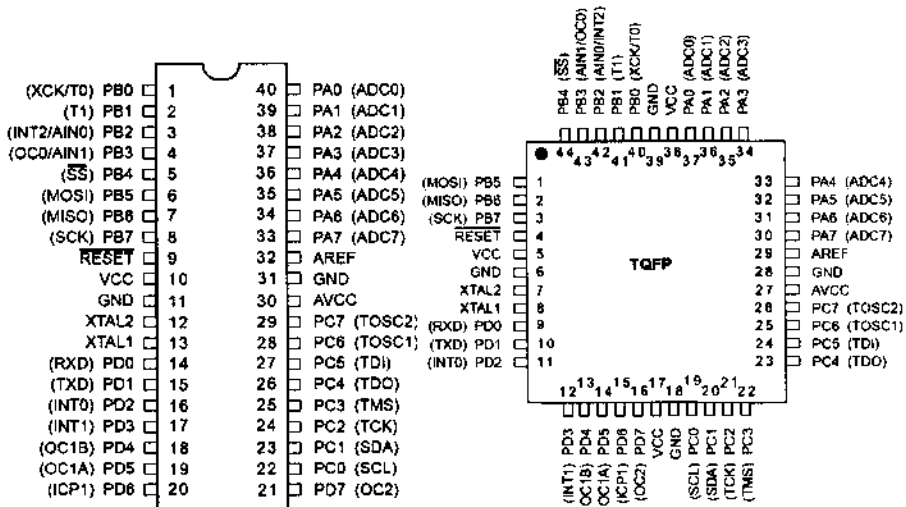 (XCK/T0) PB0 1 40 PA0 (ADC0)
(T1) PB1 2 39 PA1 (ADC1)
(INT2/AIN0) PB2 3 38 PA2 (ADC2)
(OC0/AIN1) PB3 4 37 PA3 (ADC3)
(SS) PB4 5 36 PA4 (ADC4)
(MOSI) PB5 6 35 PA5 (ADC5)
(MISO) PB6 7 34 PA6 (ADC6)
(SCK) PB7 8 33 PA7 (ADC7)
RESET 9 32 AREF
VCC 10 31 GND
GND 11 30 AVCC
XTAL2 12 29 PC7 (TOSC2)
XTAL1 13 28 PC6 (TOSC1)
(RXD) PD0 14 27 PC5 (TDI)
(TXD) PD1 15 26 PC4 (TDO)
(INT0) PD2 16 25 PC3 (TMS)
(INT1) PD3 17 24 PC2 (TCK)
(OC1B) PD4 18 23 PC1 (SDA)
(OC1A) PD5 19 22 PC0 (SCL)
(ICP1) PD6 20 21 PD7 (OC2)
PB4 (SS)
PB3 (AIN1/OC0)
PB2 (AIN0/INT2)
PB1 (T1)
PB0 (XCK/T0)
GND
VCC
PA0 (ADC0)
PA1 (ADC1)
PA2 (ADC2)
PA3 (ADC3)
44 43 42 41 40 39 38 37 36 35 34
(MOSI) PB5 1 33 PA4 (ADC4)
(MISO) PB6 2 32 PA5 (ADC5)
(SCK) PB7 3 31 PA6 (ADC6)
RESET 4 30 PA7 (ADC7)
VCC 5 29 AREF
TQFP
GND 6 28 GND
XTAL2 7 27 AVCC
XTAL1 8 26 PC7 (TOSC2)
(RXD) PD0 9 25 PC6 (TOSC1)
(TXD) PD1 10 24 PC5 (TDI)
(INT0) PD2 11 23 PC4 (TDO)
12 13 14 15 16 17 18 19 20 21 22
(INT1) PD3
OC1B) PD4
OC1A) PD5
(ICP1) PD6
(OC2) PD7
VCC
GND
(SCL) PC0
(SDA) PC1
(TCK) PC2
(TMS) PC3